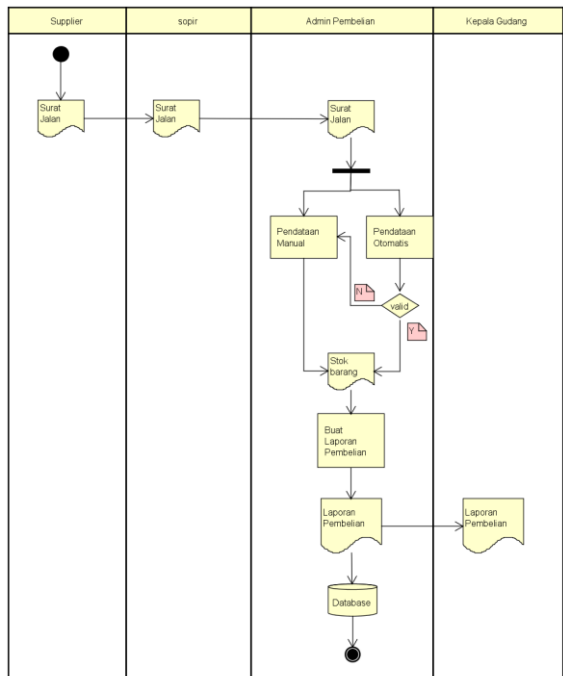 Supplier
sopir
Admin Pembelian
Kepala Gudang
Surat
Jalan
Surat
Jalan
Surat
Jalan
Pendataan
Manual
Pendataan
Otomatis
N
valid
Y
Stok
barang
Buat
Laporan
Pembelian
Laporan
Pembelian
Laporan
Pembelian
Database